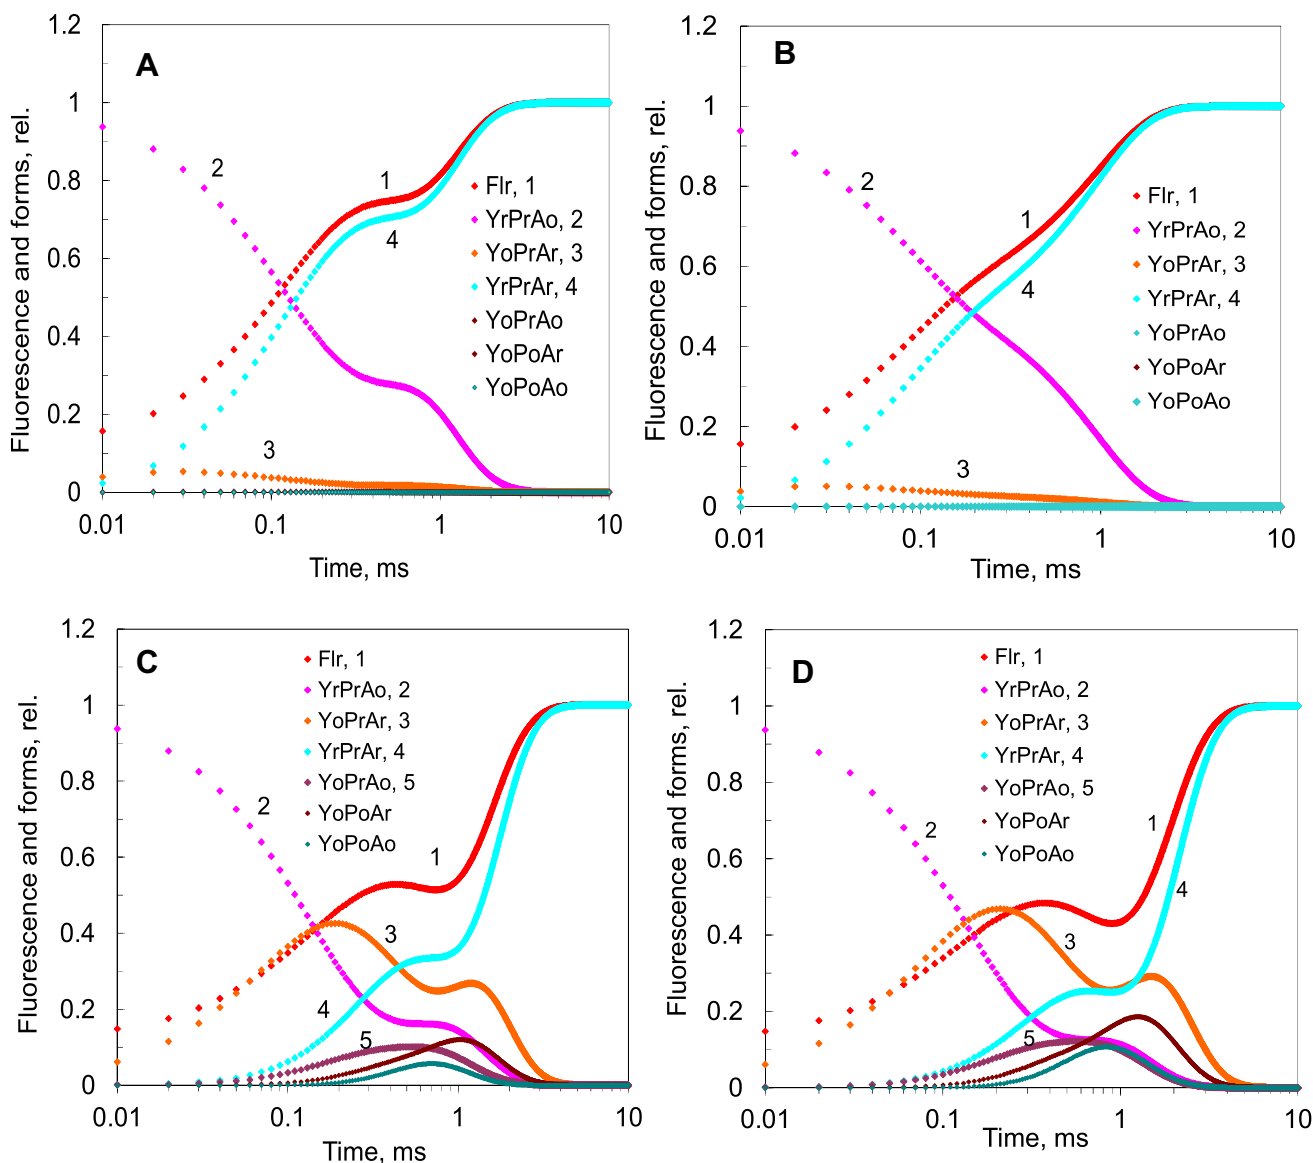 A
Fluorescence and forms, rel.
1.2
1
0.8
0.6
0.4
0.2
0
0.01
0.1
1
10
Time, ms
2
1
4
3
Flr, 1
YrPrAo, 2
YoPrAr, 3
YrPrAr, 4
YoPrAo
YoPoAr
YoPoAo
B
Fluorescence and forms, rel.
1.2
1
0.8
0.6
0.4
0.2
0
0.01
0.1
1
10
Time, ms
2
1
4
3
Flr, 1
YrPrAo, 2
YoPrAr, 3
YrPrAr, 4
YoPrAo
YoPoAr
YoPoAo
C
Fluorescence and forms, rel.
1.2
1
0.8
0.6
0.4
0.2
0
0.01
0.1
1
10
Time, ms
2
1
3
4
5
Flr, 1
YrPrAo, 2
YoPrAr, 3
YrPrAr, 4
YoPrAo, 5
YoPoAr
YoPoAo
D
Fluorescence and forms, rel.
1.2
1
0.8
0.6
0.4
0.2
0
0.01
0.1
1
10
Time, ms
2
1
4
3
5
Flr, 1
YrPrAo, 2
YoPrAr, 3
YrPrAr, 4
YoPrAo, 5
YoPoAr
YoPoAo